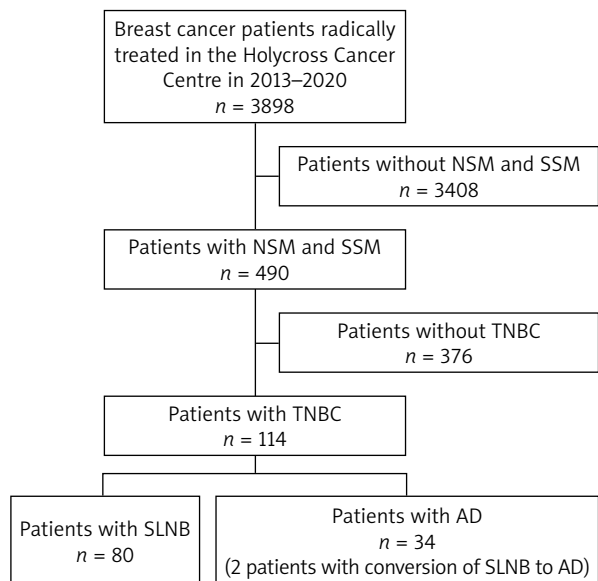 Breast cancer patients radically
treated in the Holycross Cancer
Centre in 2013–2020
n = 3898
Patients without NSM and SSM
n = 3408
Patients with NSM and SSM
n = 490
Patients without TNBC
n = 376
Patients with TNBC
n = 114
Patients with SLNB
n = 80
Patients with AD
n = 34
(2 patients with conversion of SLNB to AD)